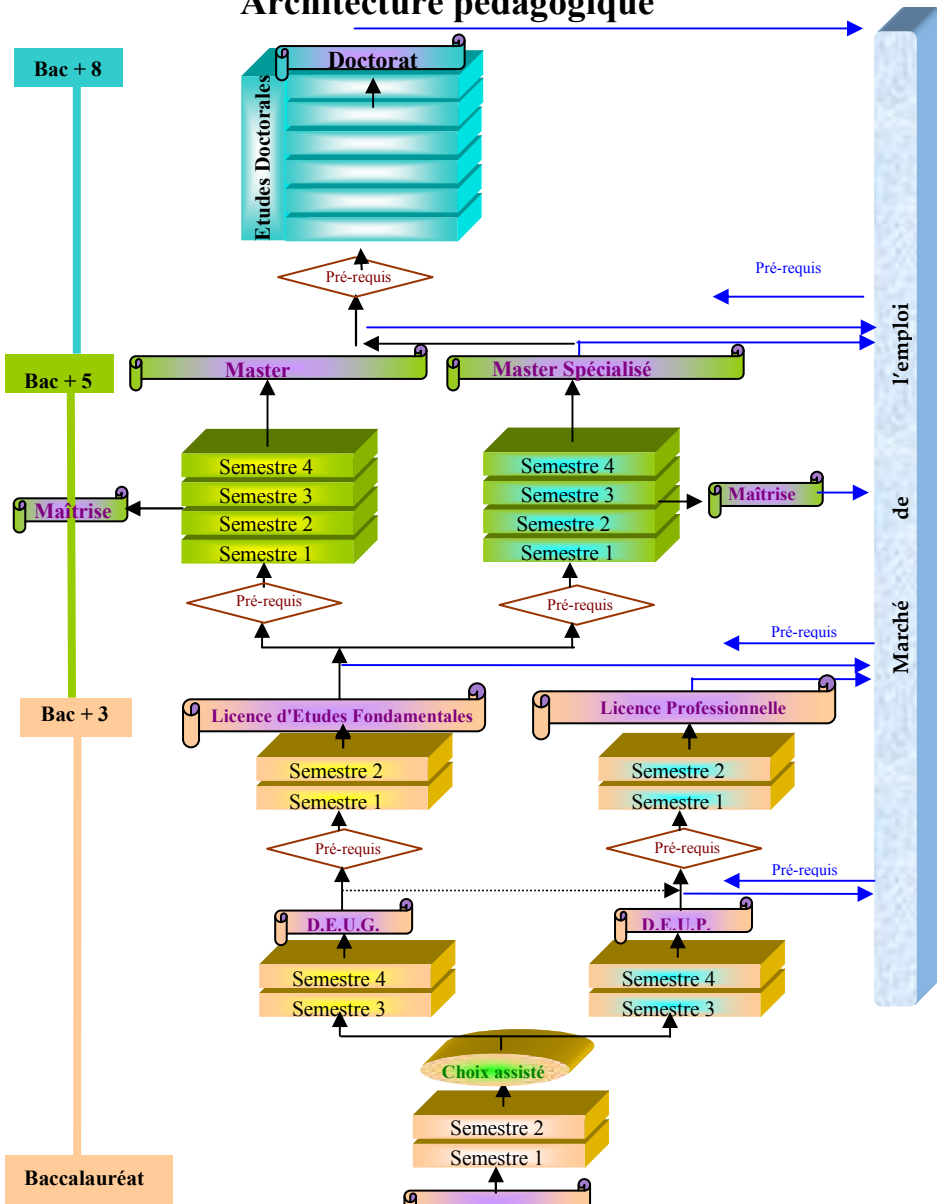 Architecture pédagogique
Bac + 8
Doctorat
Etudes Doctorales
Pré-requis
Pré-requis
Bac + 5
Master
Master Spécialisé
Semestre 4
Semestre 3
Semestre 2
Semestre 1
Semestre 4
Semestre 3
Semestre 2
Semestre 1
Maîtrise
Maîtrise
Pré-requis
Pré-requis
Pré-requis
Marché de l'emploi
Bac + 3
Licence d'Etudes Fondamentales
Licence Professionnelle
Semestre 2
Semestre 1
Semestre 2
Semestre 1
Pré-requis
Pré-requis
Pré-requis
D.E.U.G.
D.E.U.P.
Semestre 4
Semestre 3
Semestre 4
Semestre 3
Choix assisté
Semestre 2
Semestre 1
Baccalauréat